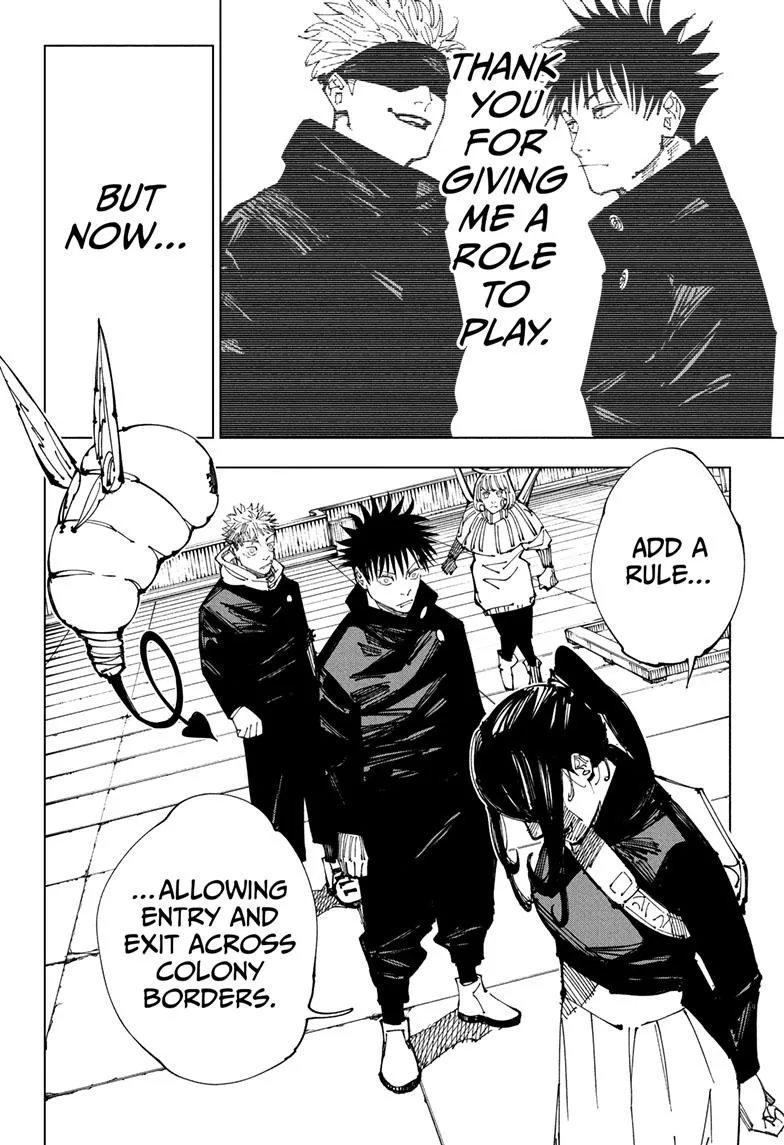 THANK
YOU
FOR
GIVING
ME A
ROLE
TO
PLAY.
BUT
NOW...
ADD A
RULE...
...ALLOWING
ENTRY AND
EXIT ACROSS
COLONY
BORDERS.